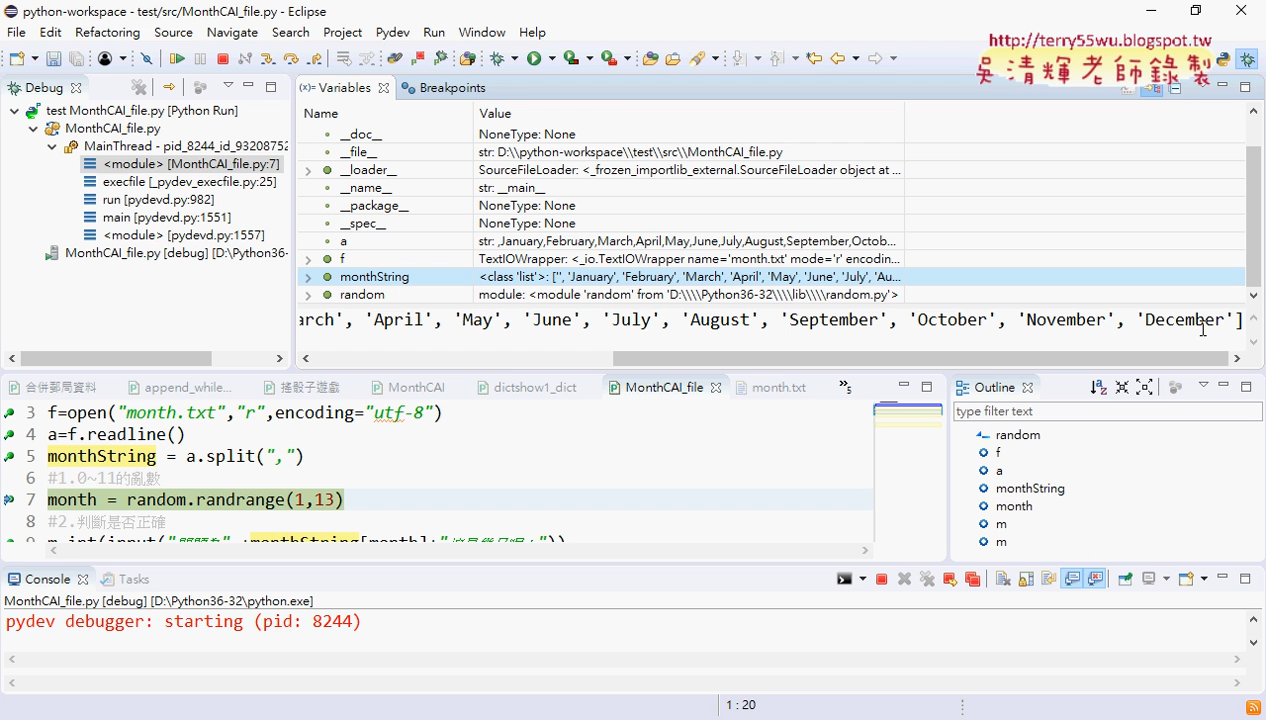 python-workspace - test/src/MonthCAI_file.py - Eclipse
File Edit Refactoring Source Navigate Search Project Pydev Run Window Help
http://terry55wu.blogspot.tw
吳清輝老師錄製
Debug
test MonthCAI_file.py [Python Run]
MonthCAI_file.py
MainThread - pid_8244_id_93208752
<module> [MonthCAI_file.py:7]
execfile [_pydev_execfile.py:25]
run [pydevd.py:982]
main [pydevd.py:1551]
<module> [pydevd.py:1557]
MonthCAI_file.py [debug] [D:\Python36-
(x)= Variables Breakpoints
Name Value
__doc__ NoneType: None
__file__ str: D:\\python-workspace\\test\\src\\MonthCAI_file.py
__loader__ SourceFileLoader: <_frozen_importlib_external.SourceFileLoader object at ...
__name__ str: __main__
__package__ NoneType: None
__spec__ NoneType: None
a str: ,January,February,March,April,May,June,July,August,September,Octob...
f TextIOWrapper: <_io.TextIOWrapper name='month.txt' mode='r' encodin...
monthString <class 'list'>: ['', 'January', 'February', 'March', 'April', 'May', 'June', 'July', 'Au...
random module: <module 'random' from 'D:\\\\Python36-32\\\\lib\\\\random.py'>
arch', 'April', 'May', 'June', 'July', 'August', 'September', 'October', 'November', 'December']
合併郵局資料 append_while... 搖骰子遊戲 MonthCAI dictshow1_dict MonthCAI_file month.txt »5
3 f=open("month.txt","r",encoding="utf-8")
4 a=f.readline()
5 monthString = a.split(",")
6 #1.0~11的亂數
7 month = random.randrange(1,13)
8 #2.判斷是否正確
Outline
type filter text
random
f
a
monthString
month
m
m
Console Tasks
MonthCAI_file.py [debug] [D:\Python36-32\python.exe]
pydev debugger: starting (pid: 8244)
1 : 20